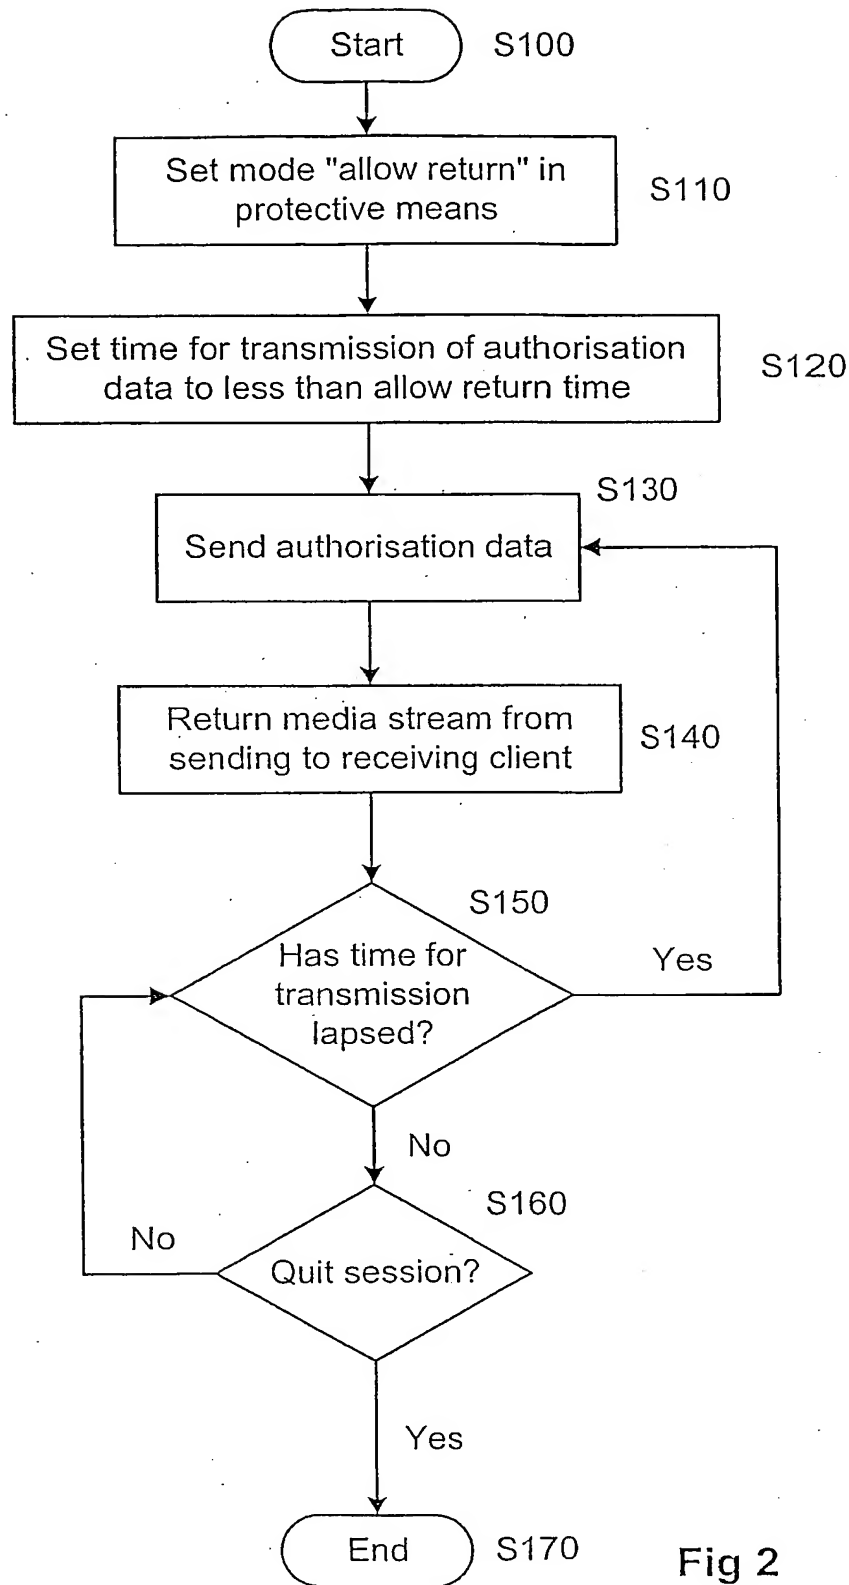 Start
S100
Set mode "allow return" in
protective means
S110
Set time for transmission of authorisation
data to less than allow return time
S120
S130
Send authorisation data
Return media stream from
sending to receiving client
S140
S150
Has time for
transmission
lapsed?
Yes
No
S160
No
Quit session?
Yes
End
S170
Fig 2